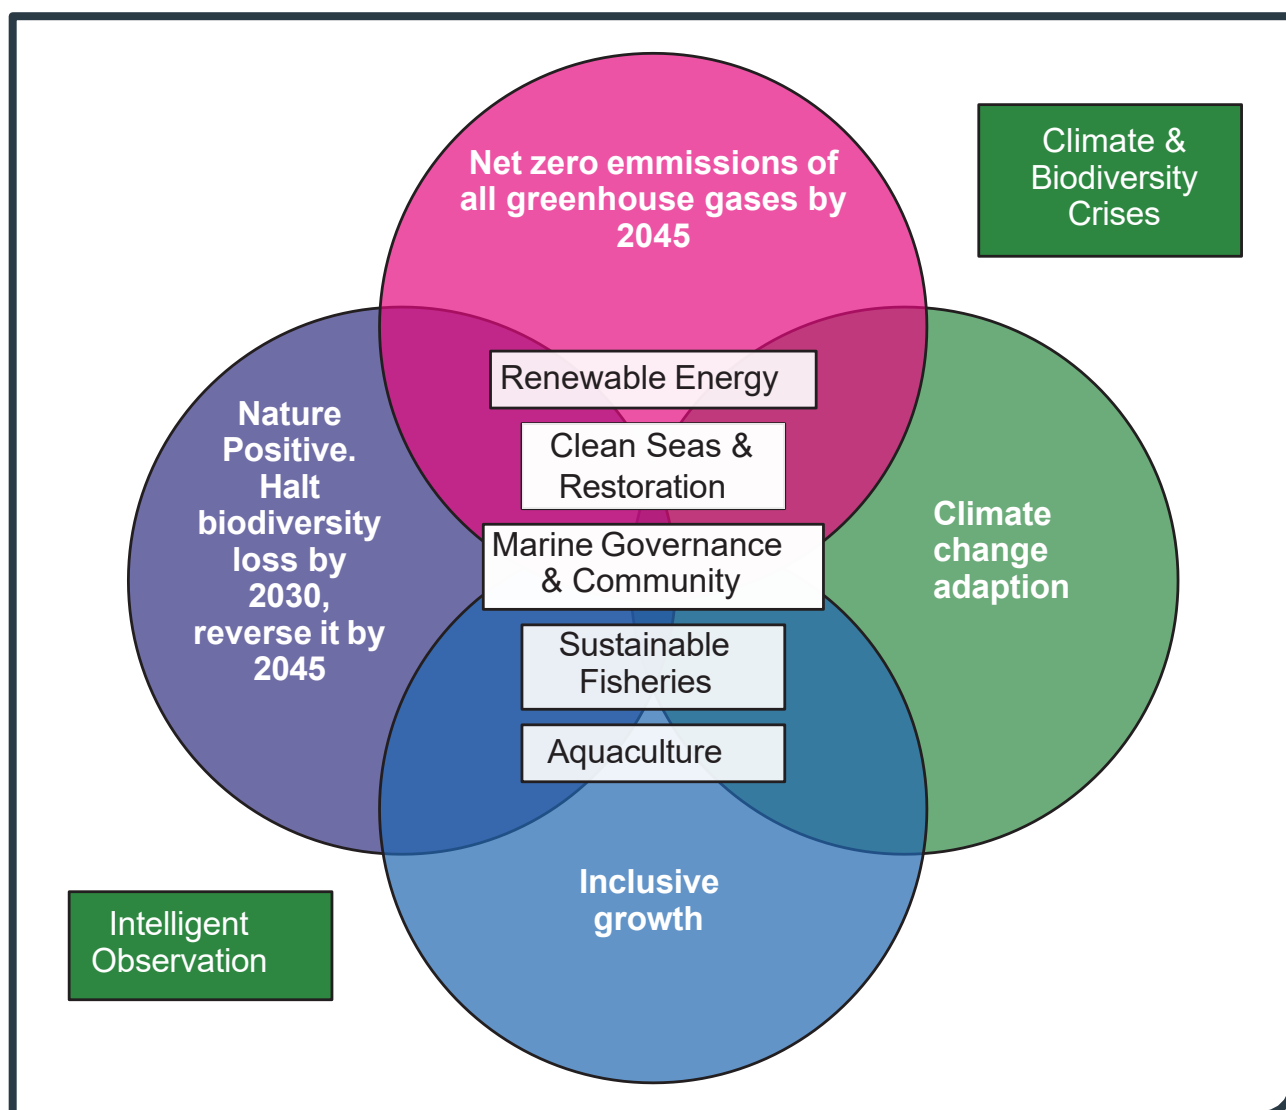 Net zero emmissions of
all greenhouse gases by
2045
Climate &
Biodiversity
Crises
Renewable Energy
Clean Seas &
Restoration
Marine Governance
& Community
Sustainable
Fisheries
Aquaculture
Nature
Positive.
Halt
biodiversity
loss by
2030,
reverse it by
2045
Climate
change
adaption
Inclusive
growth
Intelligent
Observation